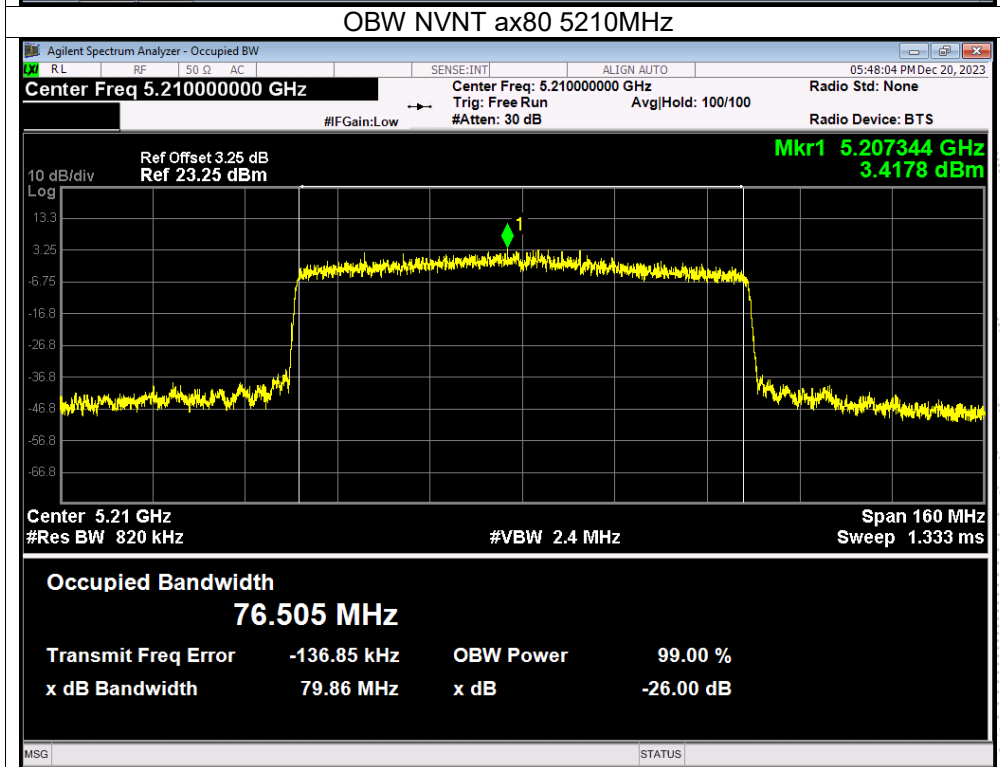 OBW NVNT ax80 5210MHz
Agilent Spectrum Analyzer - Occupied BW
LXI RL RF 50 Ω AC SENSE:INT ALIGN AUTO 05:48:04 PM Dec 20, 2023
Center Freq 5.210000000 GHz Center Freq: 5.210000000 GHz Radio Std: None
Trig: Free Run Avg|Hold: 100/100
#IFGain:Low #Atten: 30 dB Radio Device: BTS
Ref Offset 3.25 dB Mkr1 5.207344 GHz
10 dB/div Ref 23.25 dBm 3.4178 dBm
Log
13.3
1
3.25
-6.75
-16.8
-26.8
-36.8
-46.8
-56.8
-66.8
Center 5.21 GHz Span 160 MHz
#Res BW 820 kHz #VBW 2.4 MHz Sweep 1.333 ms
Occupied Bandwidth
76.505 MHz
Transmit Freq Error -136.85 kHz OBW Power 99.00 %
x dB Bandwidth 79.86 MHz x dB -26.00 dB
MSG STATUS